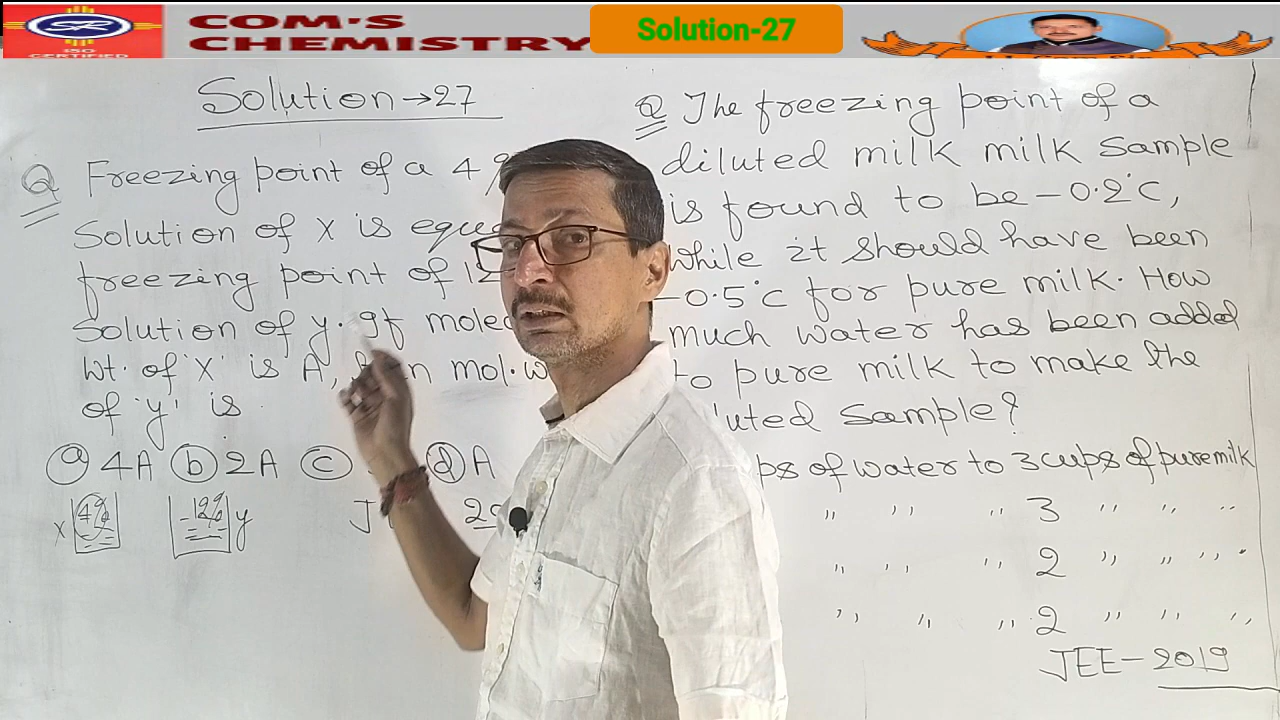 SR
ISO
CERTIFIED
COM'S
CHEMISTRY
Solution-27
Solution→27
Q Freezing point of a 4%
Solution of X is
freezing point of 12
Solution of y. If
wt. of 'X' is A, mol.
of 'y' is
a 4A b 2A c d A
X 4% 12% y
Q The freezing point of a
diluted milk milk sample
is found to be -0.2°C,
while it should have been
-0.5°C for pure milk. How
much water has been added
to pure milk to make the
sample?
of water to 3 cups of pure milk
" " " 3 " " "
" " " 2 " " "
" " " 2 " " "
JEE-2019